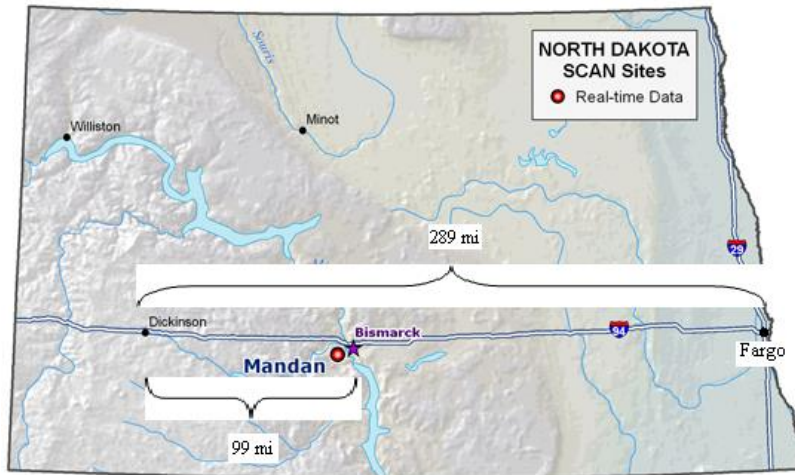 Souris
NORTH DAKOTA
SCAN Sites
Real-time Data
Williston
Minot
289 mi
29
Dickinson
Bismarck
94
Fargo
Mandan
99 mi